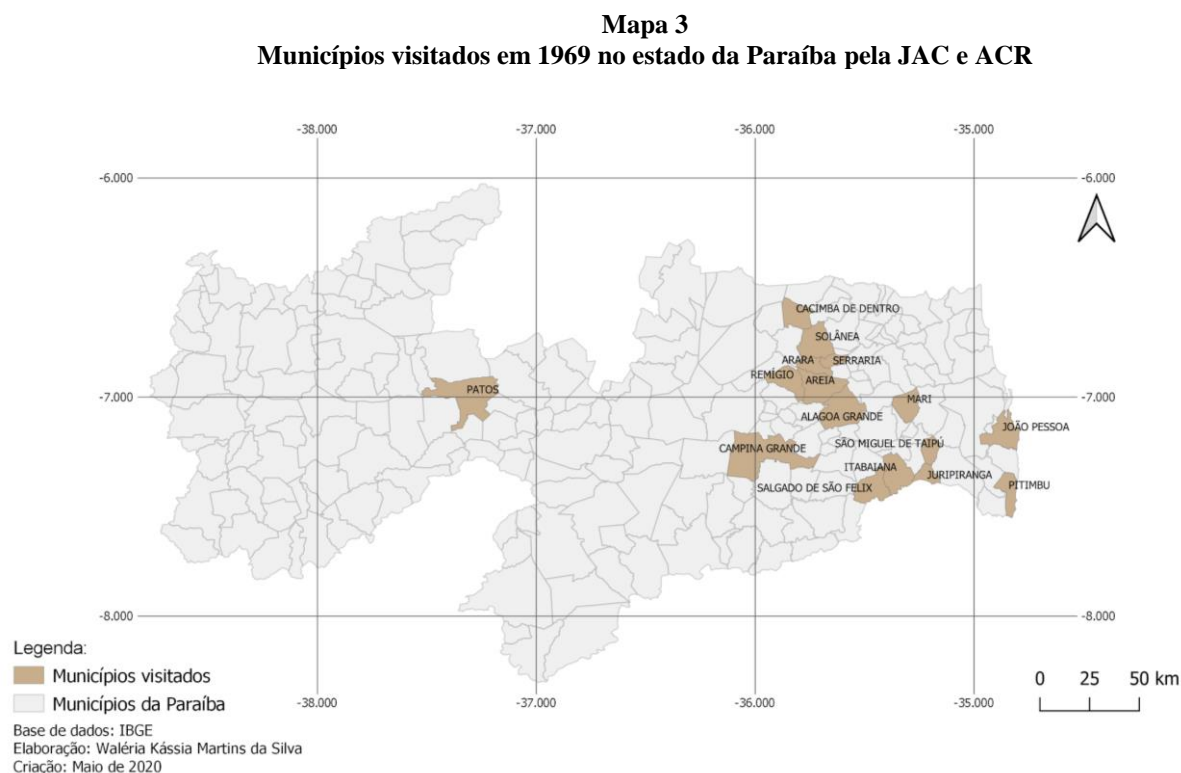 Mapa 3
Municípios visitados em 1969 no estado da Paraíba pela JAC e ACR
-38.000
-37.000
-36.000
-35.000
-6.000
-6.000
CACIMBA DE DENTRO
SOLÂNEA
ARARA
SERRARIA
REMÍGIO
AREIA
PATOS
-7.000
-7.000
MARI
ALAGOA GRANDE
JOÃO PESSOA
SÃO MIGUEL DE TAIPÚ
CAMPINA GRANDE
ITABAIANA
JURIPIRANGA
SALGADO DE SÃO FELIX
PITIMBU
-8.000
-8.000
Legenda:
Municípios visitados
Municípios da Paraíba
0 25 50 km
-38.000
-37.000
-36.000
-35.000
Base de dados: IBGE
Elaboração: Waléria Kássia Martins da Silva
Criação: Maio de 2020